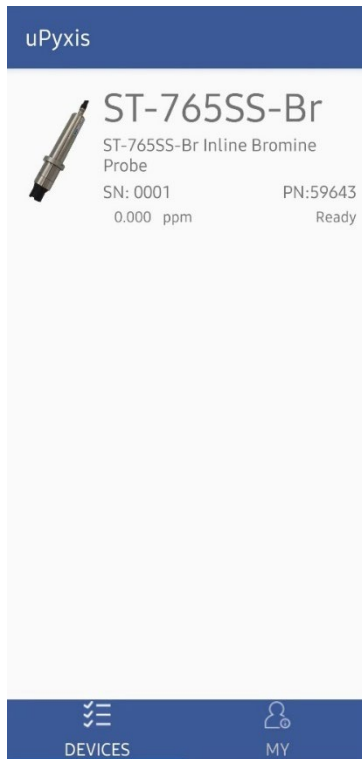 uPyxis
ST-765SS-Br
ST-765SS-Br Inline Bromine
Probe
SN: 0001 PN:59643
0.000 ppm Ready
DEVICES MY